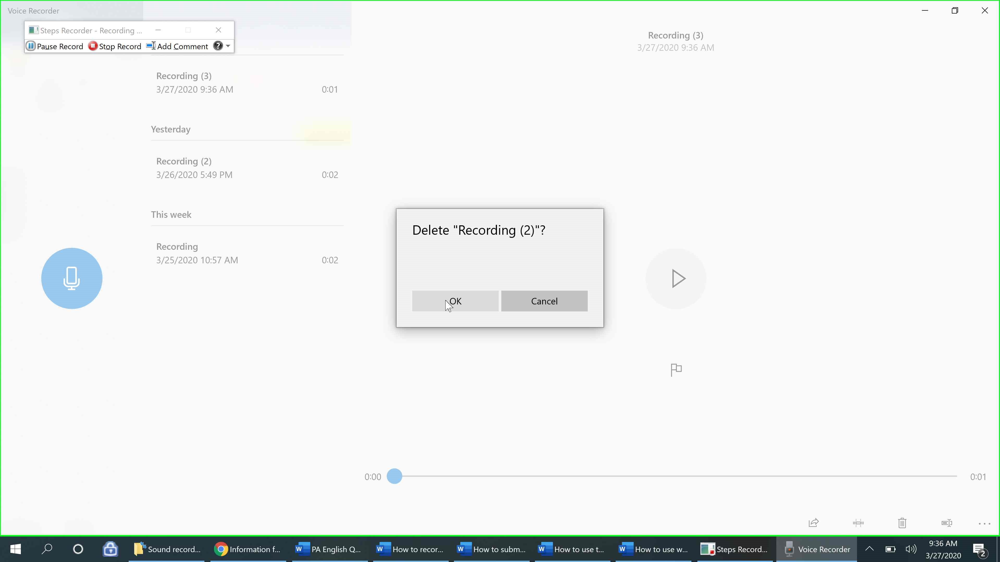 Voice Recorder
Steps Recorder - Recording ...
Pause Record Stop Record Add Comment
Recording (3)
3/27/2020 9:36 AM 0:01
Yesterday
Recording (2)
3/26/2020 5:49 PM 0:02
This week
Recording
3/25/2020 10:57 AM 0:02
Recording (3)
3/27/2020 9:36 AM
Delete "Recording (2)"?
OK Cancel
0:00 0:01
Sound record... Information f... PA English Q... How to recor... How to subm... How to use t... How to use w... Steps Record... Voice Recorder
9:36 AM
3/27/2020
2